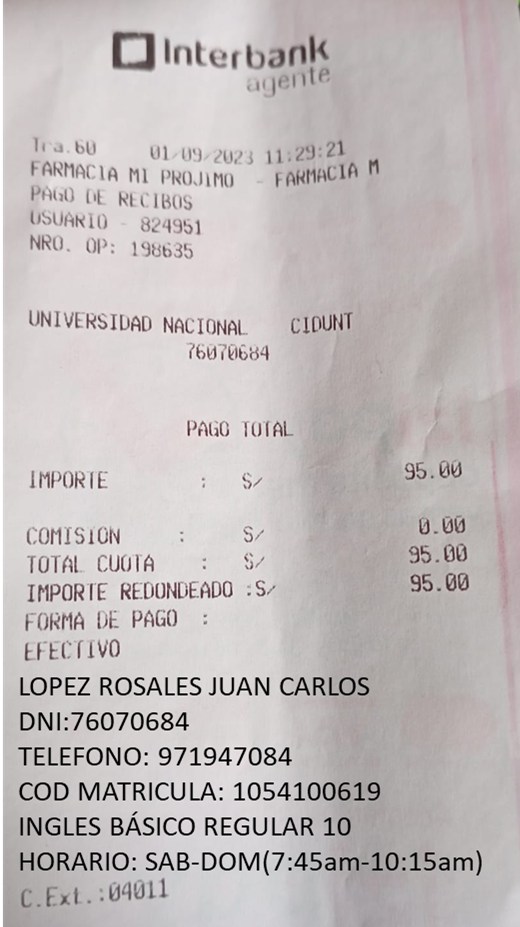 Interbank
agente
Tra.60 01/09/2023 11:29:21
FARMACIA MI PROJIMO - FARMACIA M
PAGO DE RECIBOS
USUARIO - 824951
NRO. OP: 198635
UNIVERSIDAD NACIONAL CIDUNT
76070684
PAGO TOTAL
IMPORTE : S/ 95.00
COMISION : S/ 0.00
TOTAL CUOTA : S/ 95.00
IMPORTE REDONDEADO :S/ 95.00
FORMA DE PAGO :
EFECTIVO
LOPEZ ROSALES JUAN CARLOS
DNI:76070684
TELEFONO: 971947084
COD MATRICULA: 1054100619
INGLES BÁSICO REGULAR 10
HORARIO: SAB-DOM(7:45am-10:15am)
C.Ext.:04011